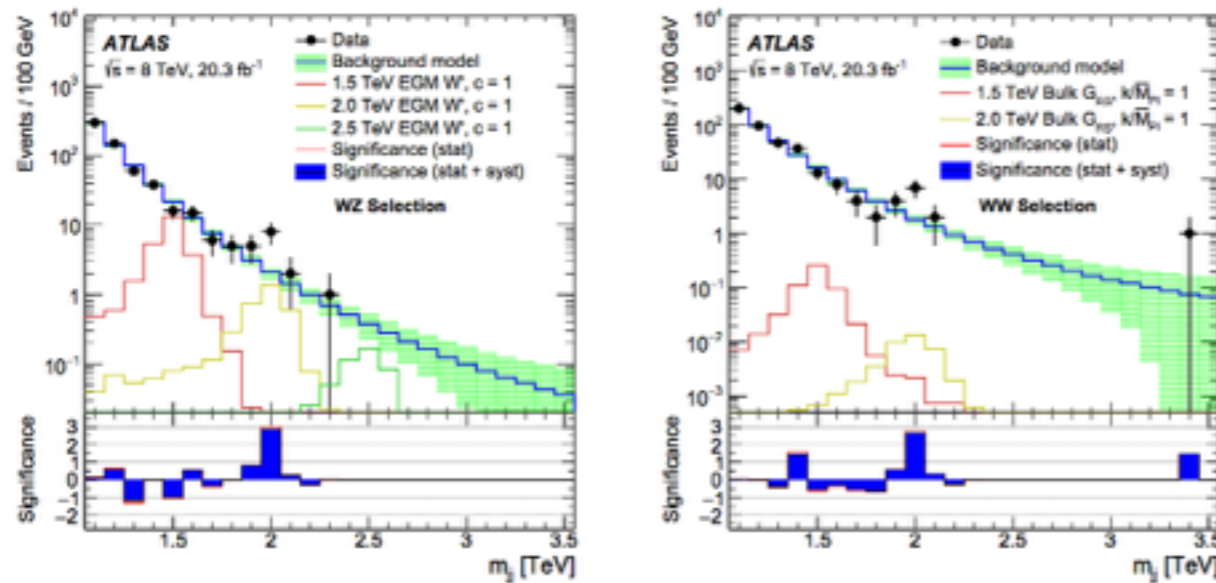 Events / 100 GeV
10⁴
10³
10²
10
1
10⁻¹
ATLAS
√s = 8 TeV, 20.3 fb⁻¹
Data
Background model
1.5 TeV EGM W', c = 1
2.0 TeV EGM W', c = 1
2.5 TeV EGM W', c = 1
Significance (stat)
Significance (stat + syst)
WZ Selection
Significance
3
2
1
0
−1
−2
1.5 2 2.5 3 3.5
m_jj [TeV]
Events / 100 GeV
10⁴
10³
10²
10
1
10⁻¹
10⁻²
10⁻³
ATLAS
√s = 8 TeV, 20.3 fb⁻¹
Data
Background model
1.5 TeV Bulk G_RS, k/M̅_Pl = 1
2.0 TeV Bulk G_RS, k/M̅_Pl = 1
Significance (stat)
Significance (stat + syst)
WW Selection
Significance
3
2
1
0
−1
−2
1.5 2 2.5 3 3.5
m_jj [TeV]